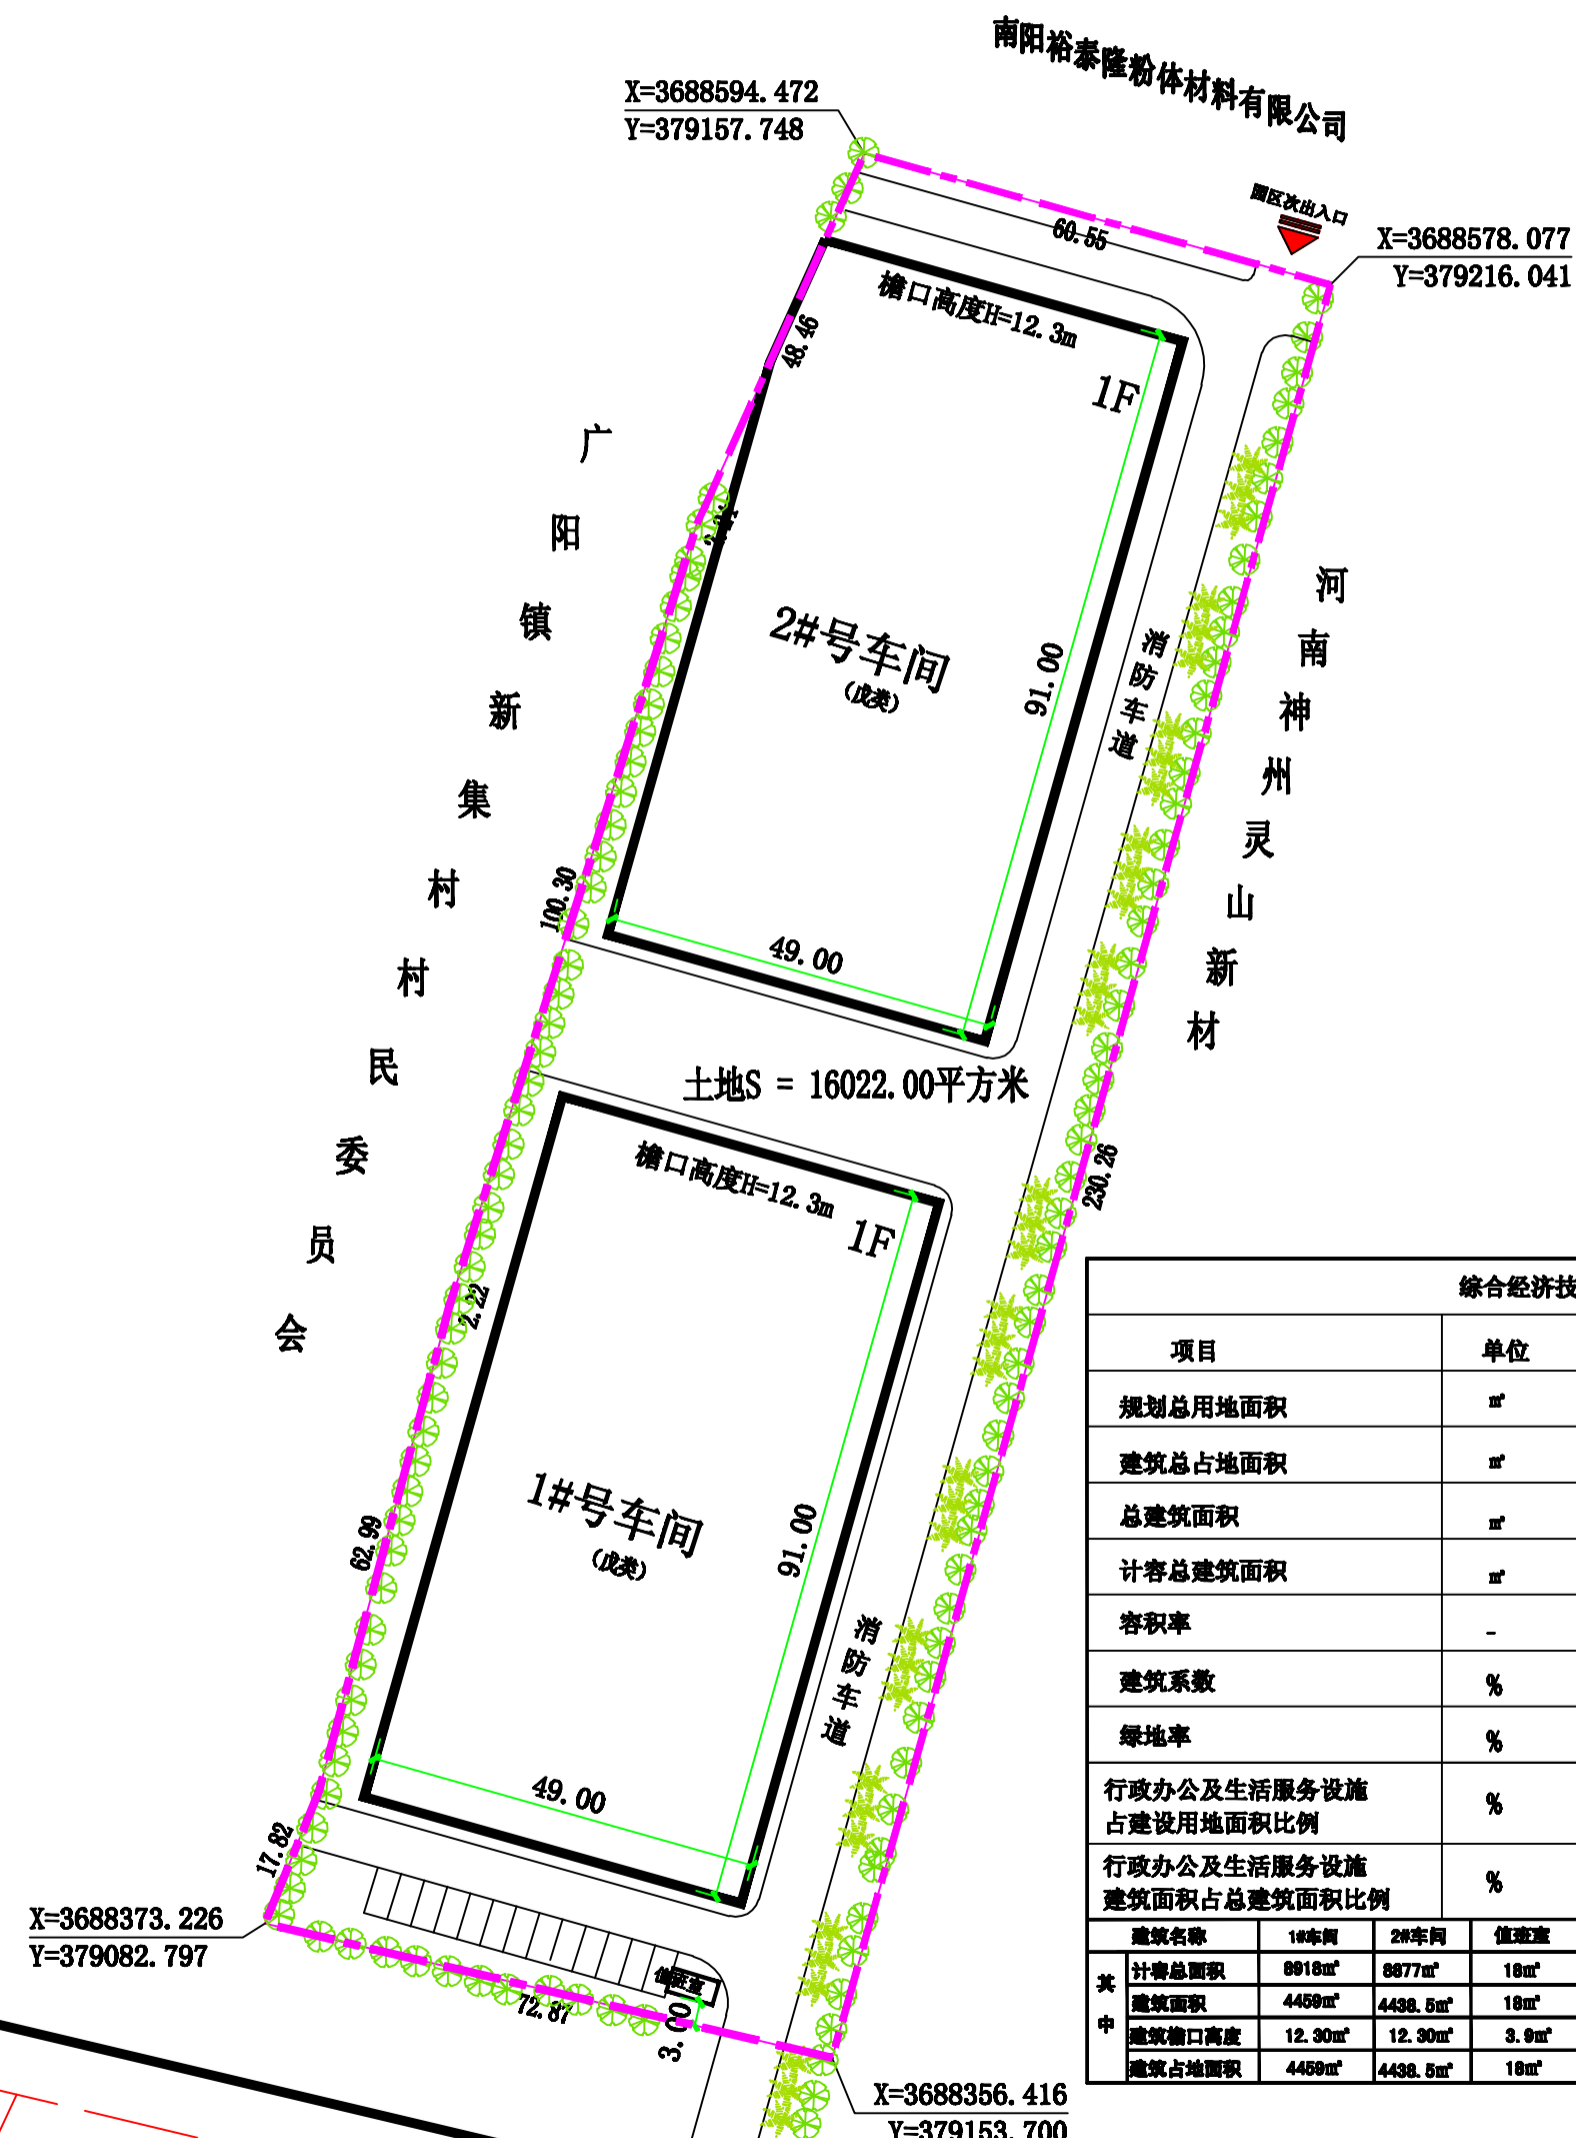 南阳裕泰隆粉体材料有限公司
X=3688594.472
Y=379157.748
园区次出入口
X=3688578.077
Y=379216.041
60.55
檐口高度H=12.3m
1F
48.46
广阳镇新集村村民委员会
2#号车间
(戊类)
91.00
消防车道
河南神州灵山新材
100.30
49.00
土地S = 16022.00平方米
230.26
檐口高度H=12.3m
1F
2.22
1#号车间
(戊类)
91.00
62.99
消防车道
49.00
17.82
X=3688373.226
Y=379082.797
值班室
72.87
3.00
X=3688356.416
Y=379153.700
综合经济技
项目 单位
规划总用地面积 ㎡
建筑总占地面积 ㎡
总建筑面积 ㎡
计容总建筑面积 ㎡
容积率 -
建筑系数 %
绿地率 %
行政办公及生活服务设施
占建设用地面积比例 %
行政办公及生活服务设施
建筑面积占总建筑面积比例 %
建筑名称 1#车间 2#车间 值班室
其中
计容总面积 8918㎡ 8877㎡ 18㎡
建筑面积 4459㎡ 4438.5㎡ 18㎡
建筑檐口高度 12.30㎡ 12.30㎡ 3.9㎡
建筑占地面积 4459㎡ 4438.5㎡ 18㎡